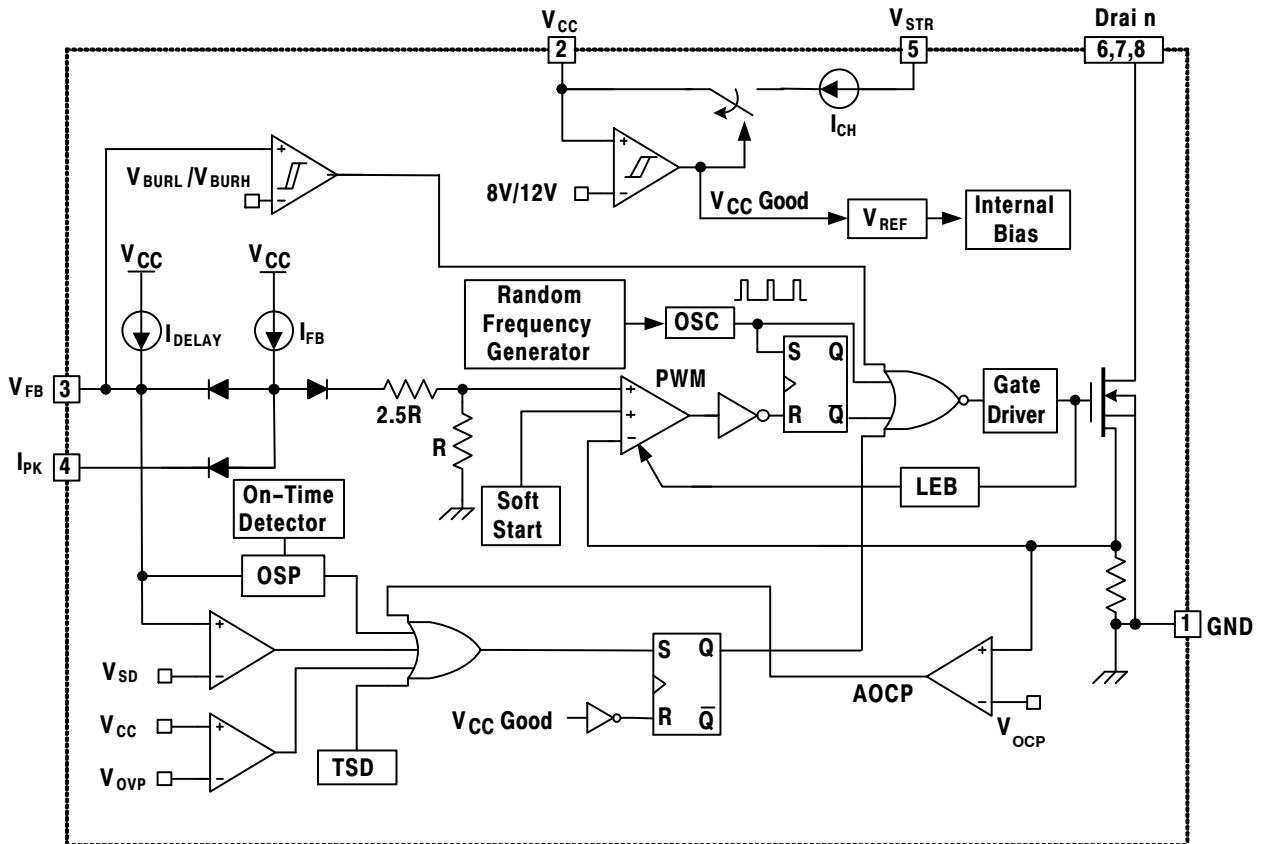 VCC
VSTR
Drai n
2
5
6,7,8
ICH
+
−
8V/12V
VCC Good
VREF
Internal
Bias
VBURL /VBURH
+
−
VCC
VCC
IDELAY
IFB
Random
Frequency
Generator
OSC
S Q
R Q̅
VFB 3
2.5R
R
PWM
+
+
−
Gate
Driver
IPK 4
LEB
Soft
Start
On−Time
Detector
OSP
+
−
VSD
VCC
VOVP
+
−
TSD
S Q
R Q̅
VCC Good
AOCP
+
−
VOCP
1 GND